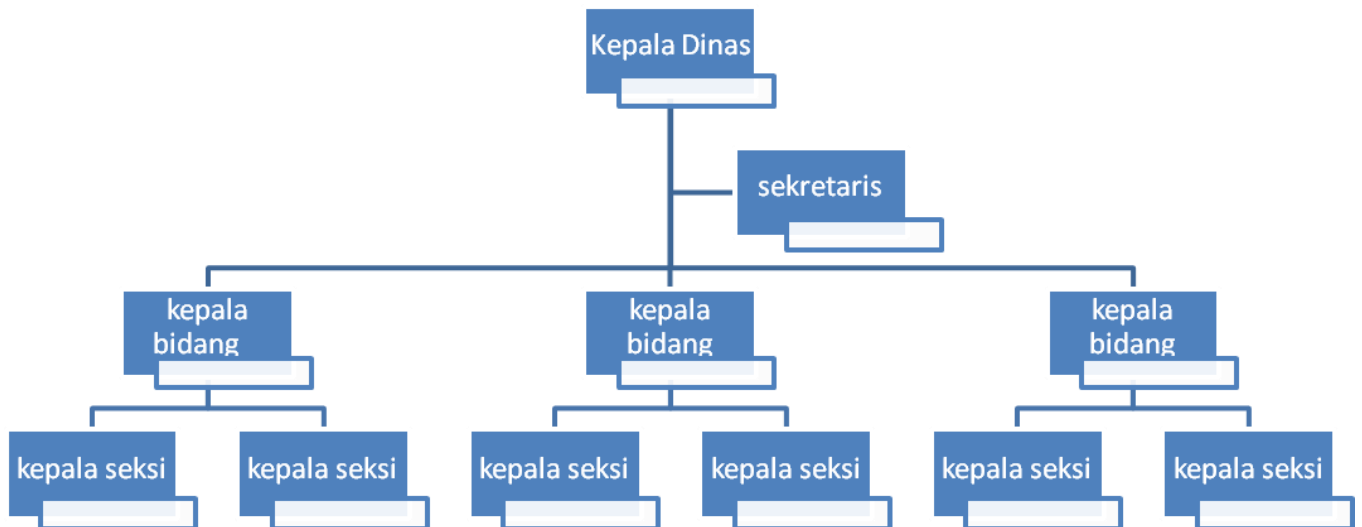 Kepala Dinas
sekretaris
kepala
bidang
kepala
bidang
kepala
bidang
kepala seksi
kepala seksi
kepala seksi
kepala seksi
kepala seksi
kepala seksi